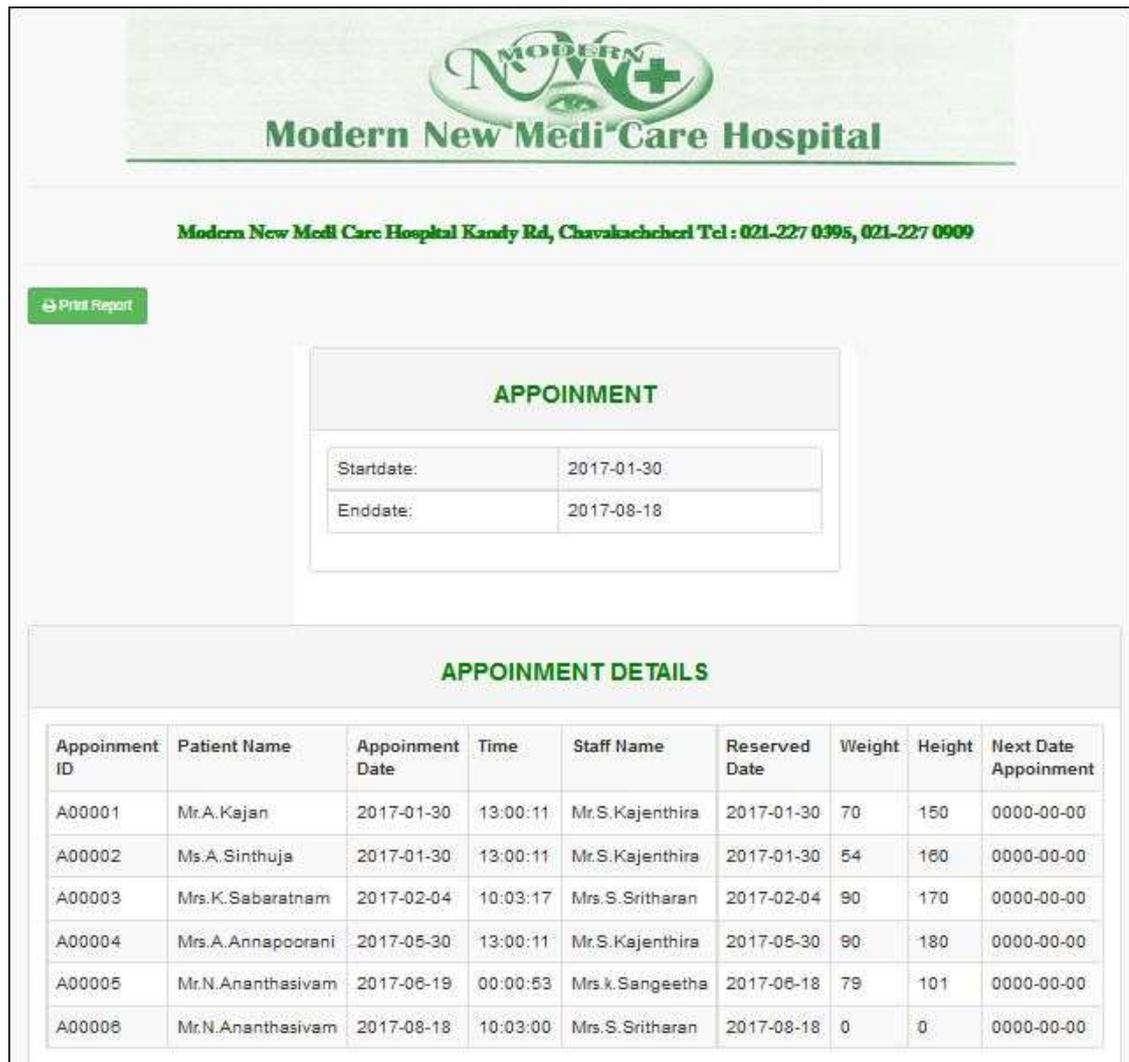 MODERN
Modern New Medi Care Hospital
Modern New Medi Care Hospital Kandy Rd, Chavakachcheri Tel : 021-227 0395, 021-227 0909
Print Report
APPOINMENT
Startdate: 2017-01-30
Enddate: 2017-08-18
APPOINMENT DETAILS
Appoinment ID Patient Name Appoinment Date Time Staff Name Reserved Date Weight Height Next Date Appoinment
A00001 Mr.A.Kajan 2017-01-30 13:00:11 Mr.S.Kajenthira 2017-01-30 70 150 0000-00-00
A00002 Ms.A.Sinthuja 2017-01-30 13:00:11 Mr.S.Kajenthira 2017-01-30 54 160 0000-00-00
A00003 Mrs.K.Sabaratnam 2017-02-04 10:03:17 Mrs.S.Sritharan 2017-02-04 90 170 0000-00-00
A00004 Mrs.A.Annapoorani 2017-05-30 13:00:11 Mr.S.Kajenthira 2017-05-30 90 180 0000-00-00
A00005 Mr.N.Ananthasivam 2017-06-19 00:00:53 Mrs.k.Sangeetha 2017-06-18 79 101 0000-00-00
A00006 Mr.N.Ananthasivam 2017-08-18 10:03:00 Mrs.S.Sritharan 2017-08-18 0 0 0000-00-00